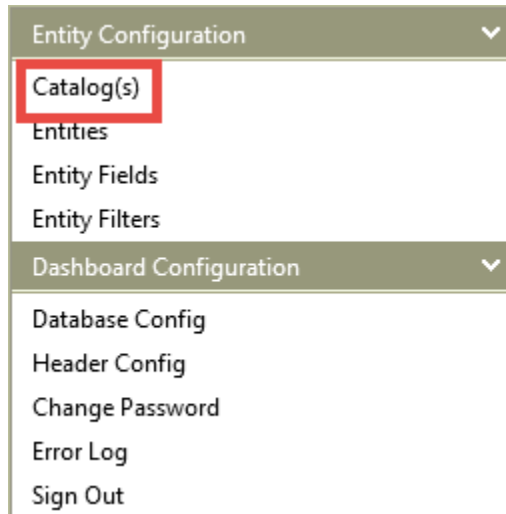 Entity Configuration
Catalog(s)
Entities
Entity Fields
Entity Filters
Dashboard Configuration
Database Config
Header Config
Change Password
Error Log
Sign Out